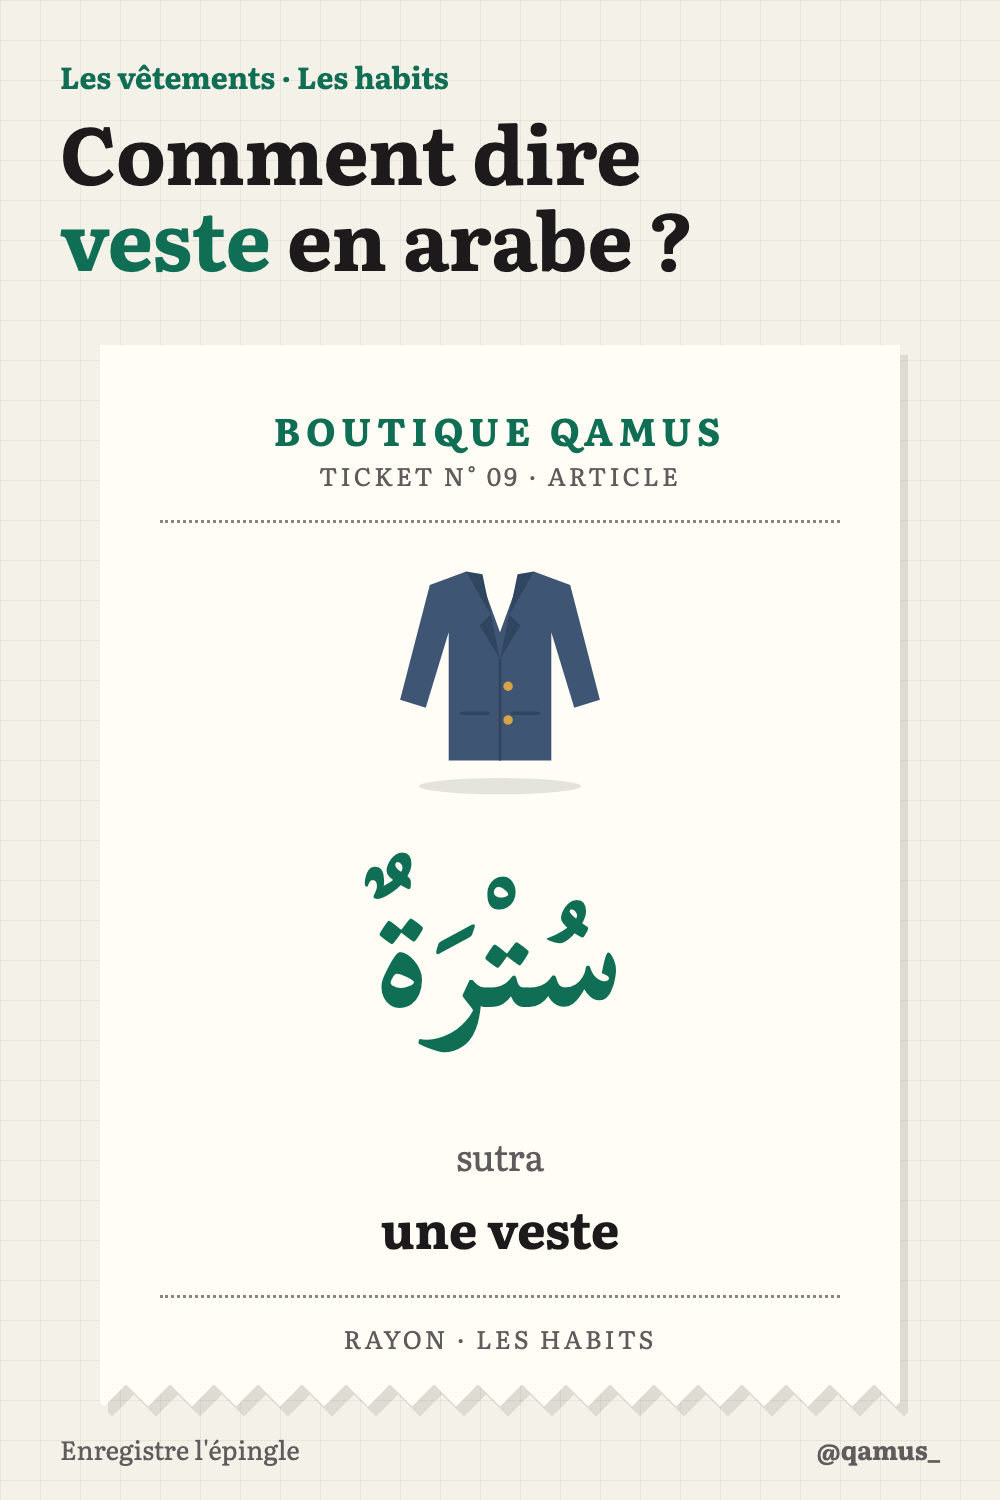 Les vêtements · Les habits
Comment dire
veste en arabe ?
BOUTIQUE QAMUS
TICKET N° 09 · ARTICLE
سُتْرَةٌ
sutra
une veste
RAYON · LES HABITS
Enregistre l'épingle
@qamus_